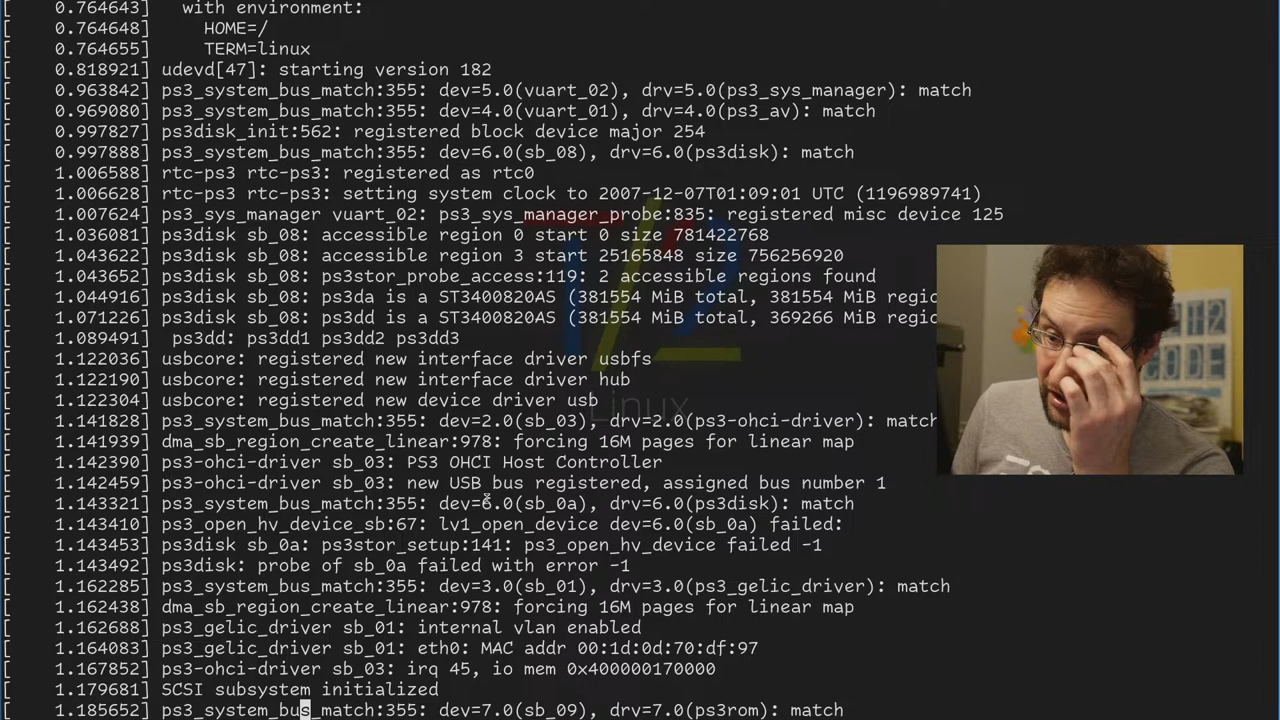 [    0.764643]   with environment:
[    0.764648]     HOME=/
[    0.764655]     TERM=linux
[    0.818921] udevd[47]: starting version 182
[    0.963842] ps3_system_bus_match:355: dev=5.0(vuart_02), drv=5.0(ps3_sys_manager): match
[    0.969080] ps3_system_bus_match:355: dev=4.0(vuart_01), drv=4.0(ps3_av): match
[    0.997827] ps3disk_init:562: registered block device major 254
[    0.997888] ps3_system_bus_match:355: dev=6.0(sb_08), drv=6.0(ps3disk): match
[    1.006588] rtc-ps3 rtc-ps3: registered as rtc0
[    1.006628] rtc-ps3 rtc-ps3: setting system clock to 2007-12-07T01:09:01 UTC (1196989741)
[    1.007624] ps3_sys_manager vuart_02: ps3_sys_manager_probe:835: registered misc device 125
[    1.036081] ps3disk sb_08: accessible region 0 start 0 size 781422768
[    1.043622] ps3disk sb_08: accessible region 3 start 25165848 size 756256920
[    1.043652] ps3disk sb_08: ps3stor_probe_access:119: 2 accessible regions found
[    1.044916] ps3disk sb_08: ps3da is a ST3400820AS (381554 MiB total, 381554 MiB regio
[    1.071226] ps3disk sb_08: ps3dd is a ST3400820AS (381554 MiB total, 369266 MiB regio
[    1.089491]  ps3dd: ps3dd1 ps3dd2 ps3dd3
[    1.122036] usbcore: registered new interface driver usbfs
[    1.122190] usbcore: registered new interface driver hub
[    1.122304] usbcore: registered new device driver usb
[    1.141828] ps3_system_bus_match:355: dev=2.0(sb_03), drv=2.0(ps3-ohci-driver): match
[    1.141939] dma_sb_region_create_linear:978: forcing 16M pages for linear map
[    1.142390] ps3-ohci-driver sb_03: PS3 OHCI Host Controller
[    1.142459] ps3-ohci-driver sb_03: new USB bus registered, assigned bus number 1
[    1.143321] ps3_system_bus_match:355: dev=6.0(sb_0a), drv=6.0(ps3disk): match
[    1.143410] ps3_open_hv_device_sb:67: lv1_open_device dev=6.0(sb_0a) failed:
[    1.143453] ps3disk sb_0a: ps3stor_setup:141: ps3_open_hv_device failed -1
[    1.143492] ps3disk: probe of sb_0a failed with error -1
[    1.162285] ps3_system_bus_match:355: dev=3.0(sb_01), drv=3.0(ps3_gelic_driver): match
[    1.162438] dma_sb_region_create_linear:978: forcing 16M pages for linear map
[    1.162688] ps3_gelic_driver sb_01: internal vlan enabled
[    1.164083] ps3_gelic_driver sb_01: eth0: MAC addr 00:1d:0d:70:df:97
[    1.167852] ps3-ohci-driver sb_03: irq 45, io mem 0x400000170000
[    1.179681] SCSI subsystem initialized
[    1.185652] ps3_system_bus_match:355: dev=7.0(sb_09), drv=7.0(ps3rom): match
T/2
Linux
CODE